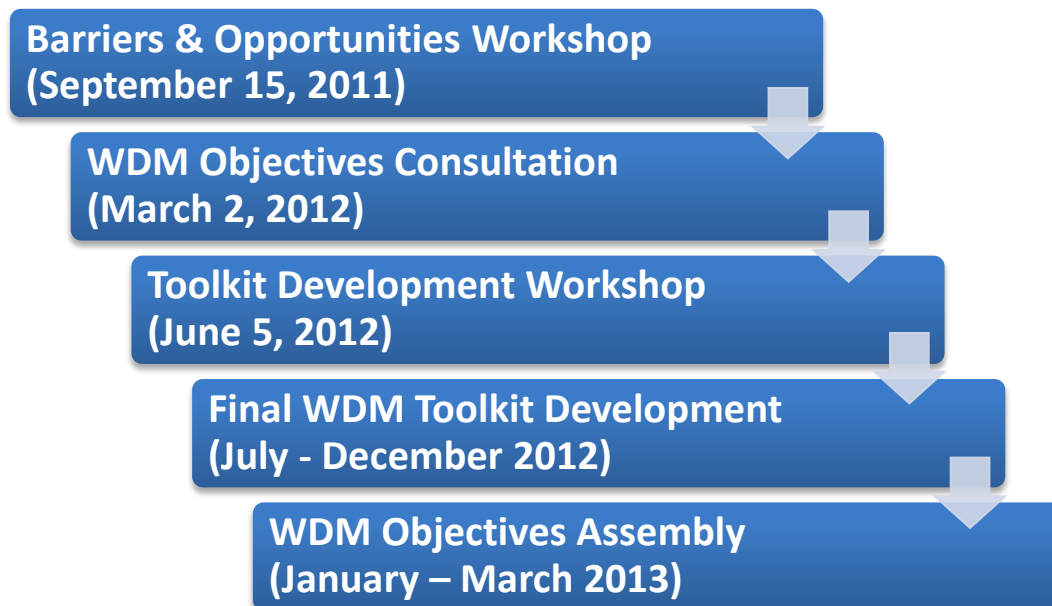 Barriers & Opportunities Workshop
(September 15, 2011)
WDM Objectives Consultation
(March 2, 2012)
Toolkit Development Workshop
(June 5, 2012)
Final WDM Toolkit Development
(July - December 2012)
WDM Objectives Assembly
(January – March 2013)